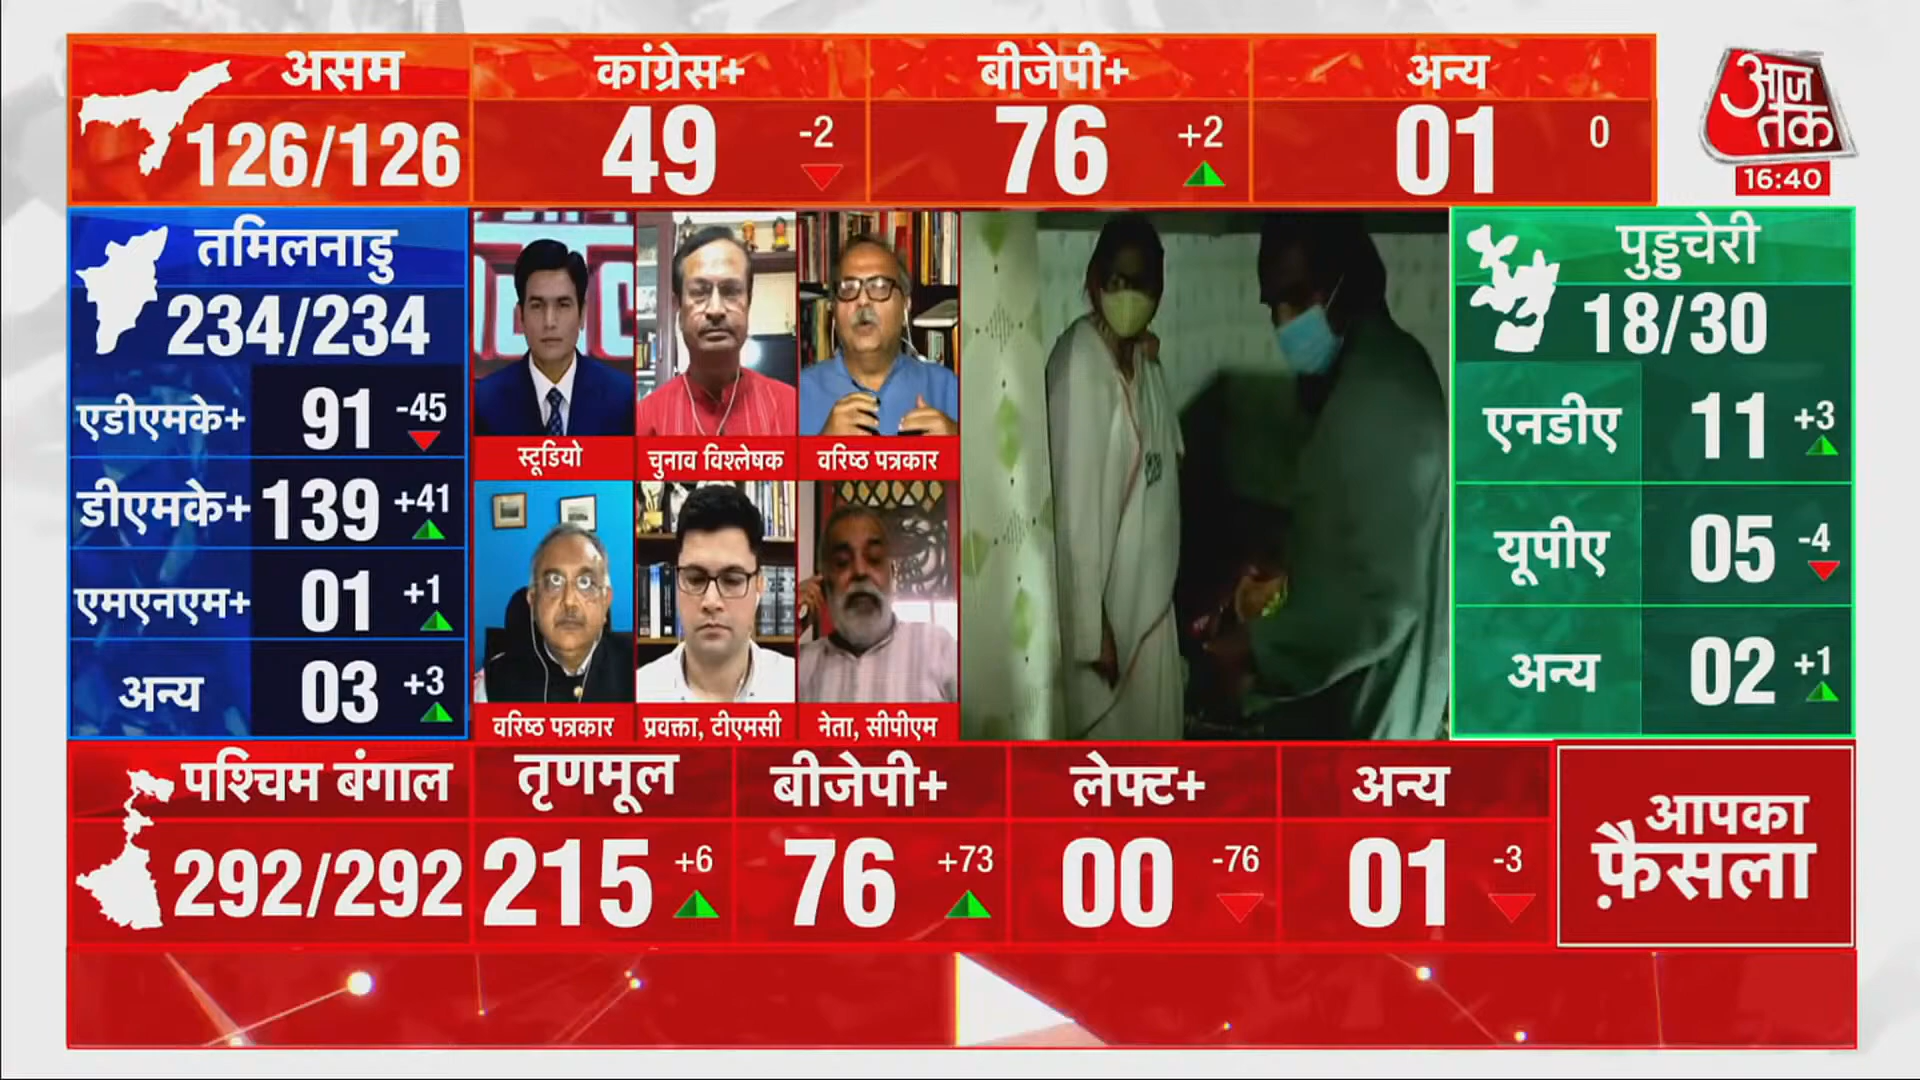 असम
126/126
कांग्रेस+
49 -2
बीजेपी+
76 +2
अन्य
01 0
आज तक
16:40
तमिलनाडु
234/234
एडीएमके+ 91 -45
डीएमके+ 139 +41
एमएनएम+ 01 +1
अन्य 03 +3
स्टूडियो
चुनाव विश्लेषक
वरिष्ठ पत्रकार
वरिष्ठ पत्रकार
प्रवक्ता, टीएमसी
नेता, सीपीएम
पुडुचेरी
18/30
एनडीए 11 +3
यूपीए 05 -4
अन्य 02 +1
पश्चिम बंगाल
292/292
तृणमूल
215 +6
बीजेपी+
76 +73
लेफ्ट+
00 -76
अन्य
01 -3
आपका
फ़ैसला